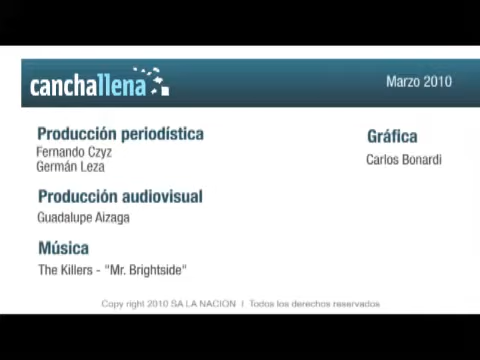 canchallena
Marzo 2010
Producción periodística
Fernando Czyz
Germán Leza
Gráfica
Carlos Bonardi
Producción audiovisual
Guadalupe Aizaga
Música
The Killers - "Mr. Brightside"
Copy right 2010 SA LA NACION I Todos los derechos reservados